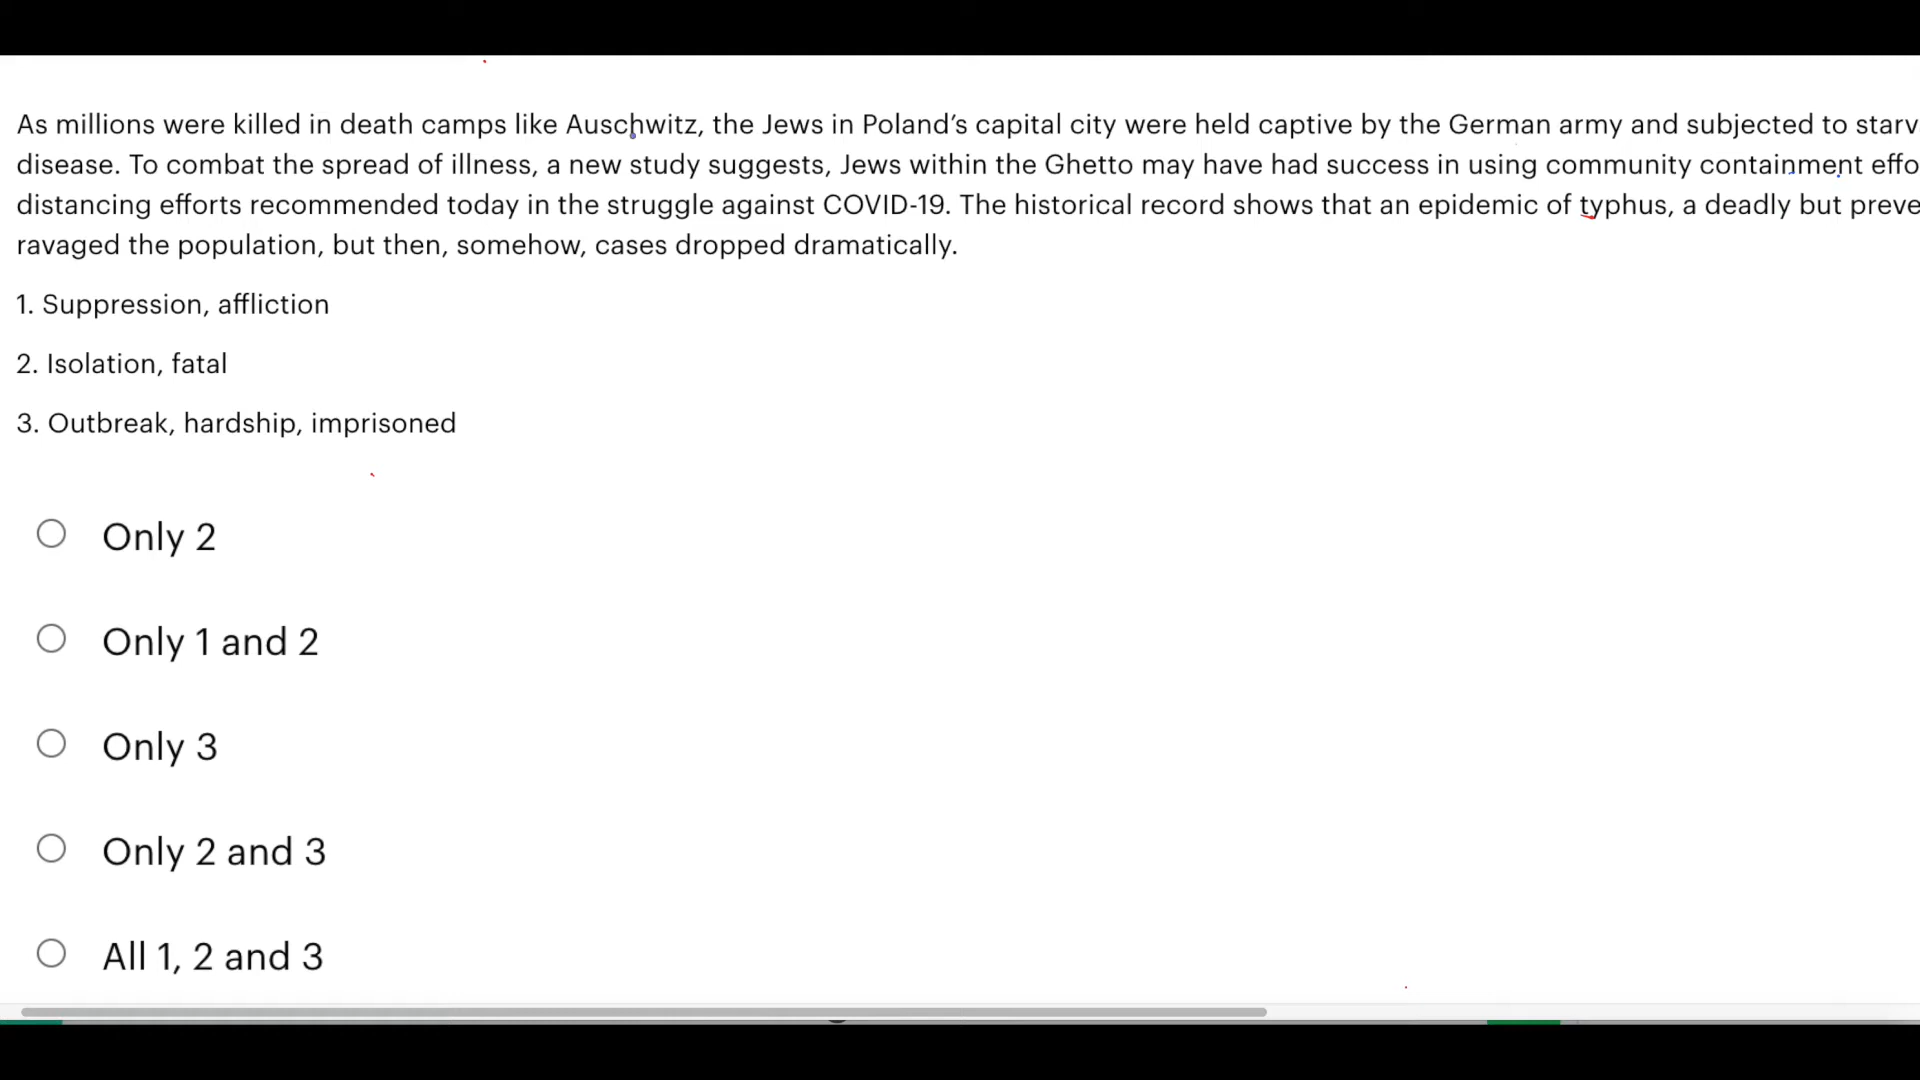 As millions were killed in death camps like Auschwitz, the Jews in Poland’s capital city were held captive by the German army and subjected to
disease. To combat the spread of illness, a new study suggests, Jews within the Ghetto may have had success in using community containment
distancing efforts recommended today in the struggle against COVID-19. The historical record shows that an epidemic of typhus, a deadly but
ravaged the population, but then, somehow, cases dropped dramatically.
1. Suppression, affliction
2. Isolation, fatal
3. Outbreak, hardship, imprisoned
Only 2
Only 1 and 2
Only 3
Only 2 and 3
All 1, 2 and 3